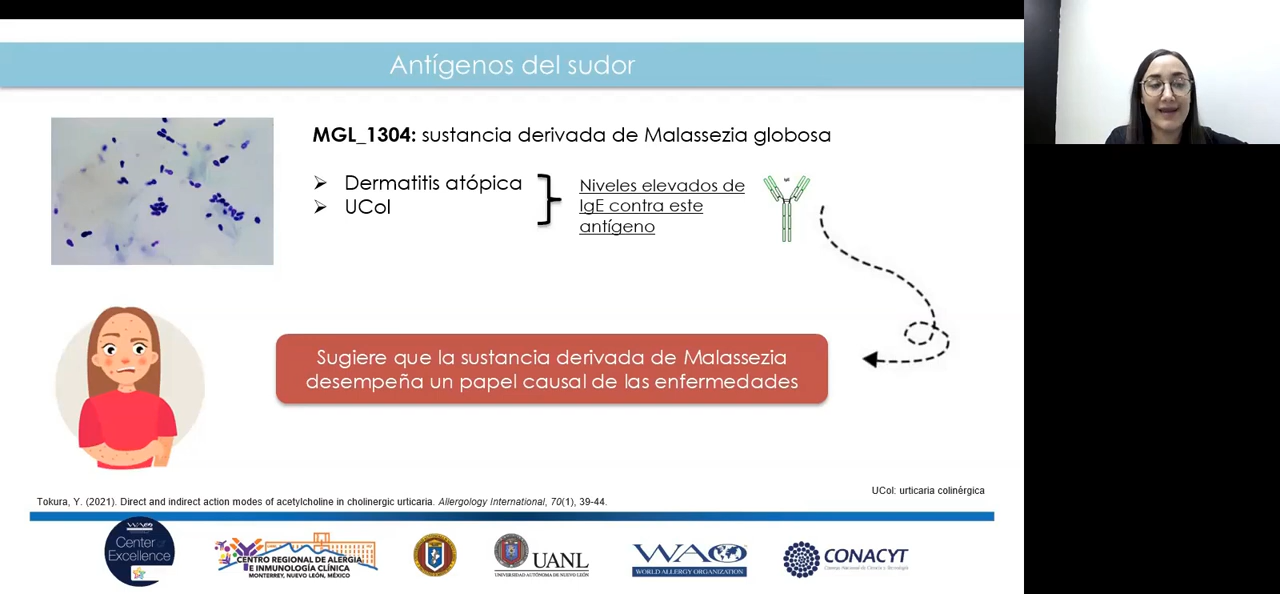 Antígenos del sudor
MGL_1304: sustancia derivada de Malassezia globosa
➢ Dermatitis atópica
➢ UCol
Niveles elevados de
IgE contra este
antígeno
Sugiere que la sustancia derivada de Malassezia
desempeña un papel causal de las enfermedades
UCol: urticaria colinérgica
Tokura, Y. (2021). Direct and indirect action modes of acetylcholine in cholinergic urticaria. Allergology International, 70(1), 39-44.
Center of
Excellence
CENTRO REGIONAL DE ALERGIA
E INMUNOLOGÍA CLÍNICA
MONTERREY, NUEVO LEÓN, MÉXICO
UANL
UNIVERSIDAD AUTÓNOMA DE NUEVO LEÓN
WAO
WORLD ALLERGY ORGANIZATION
CONACYT
Consejo Nacional de Ciencia y Tecnología